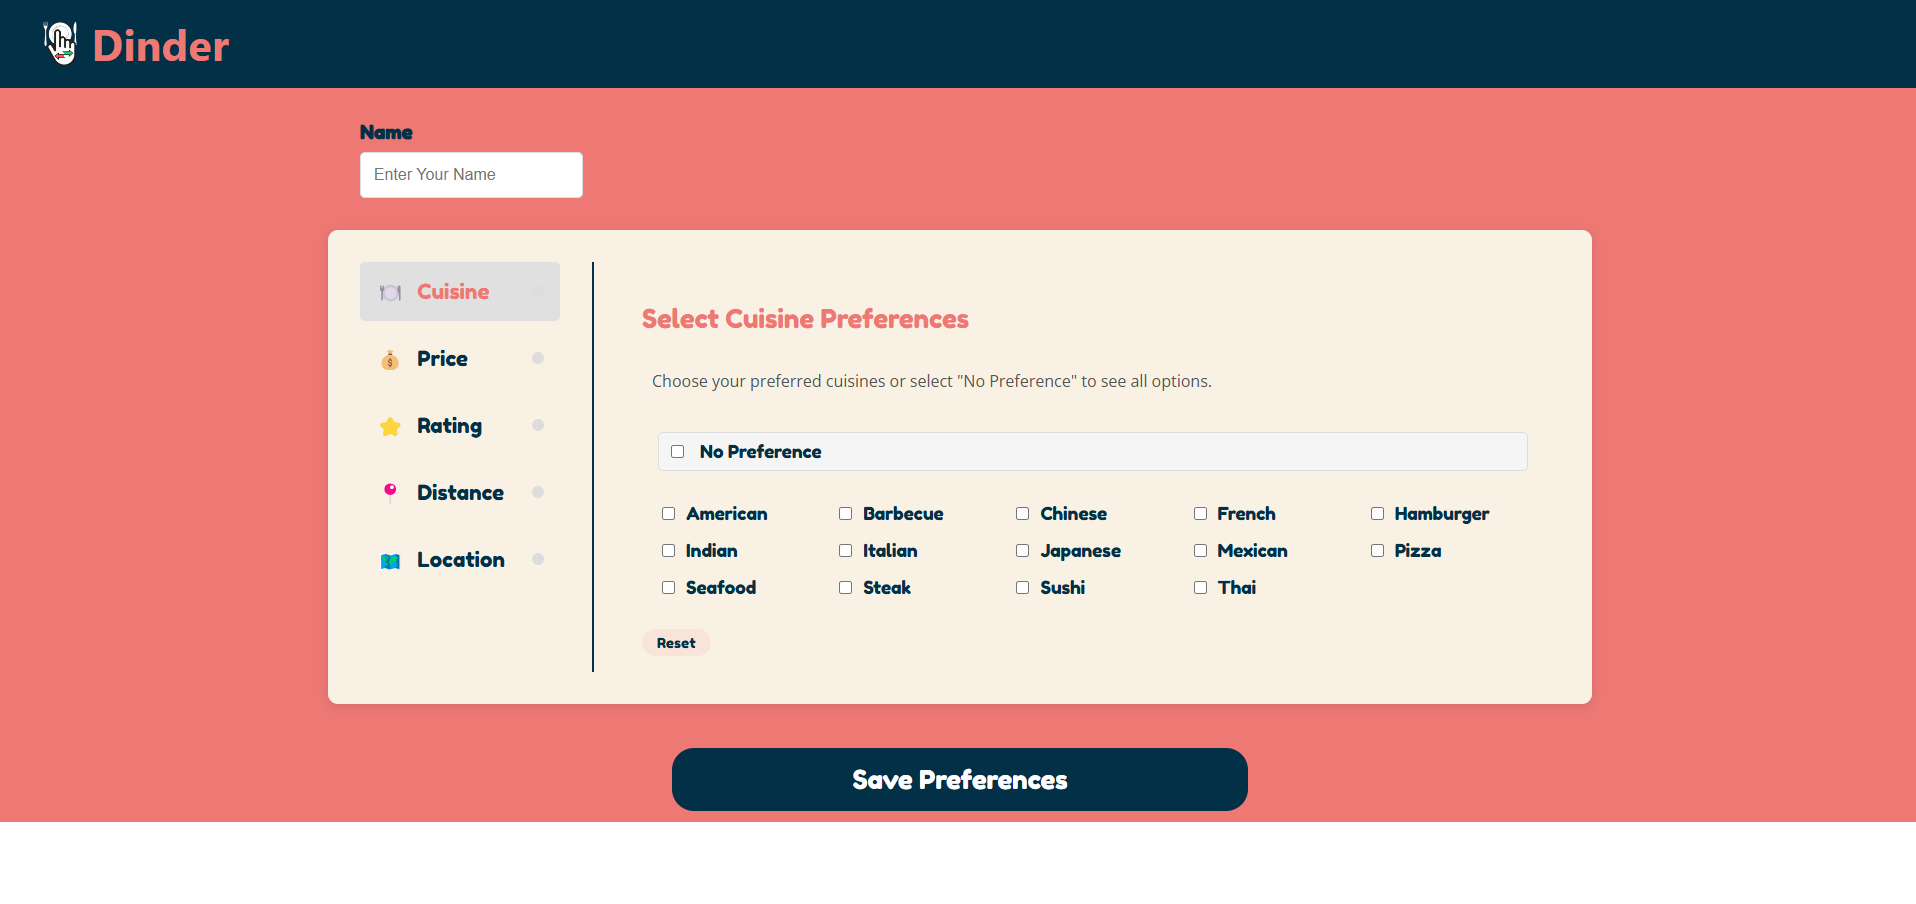 Dinder
Name
Enter Your Name
Cuisine
Price
Rating
Distance
Location
Select Cuisine Preferences
Choose your preferred cuisines or select "No Preference" to see all options.
No Preference
American Barbecue Chinese French Hamburger
Indian Italian Japanese Mexican Pizza
Seafood Steak Sushi Thai
Reset
Save Preferences